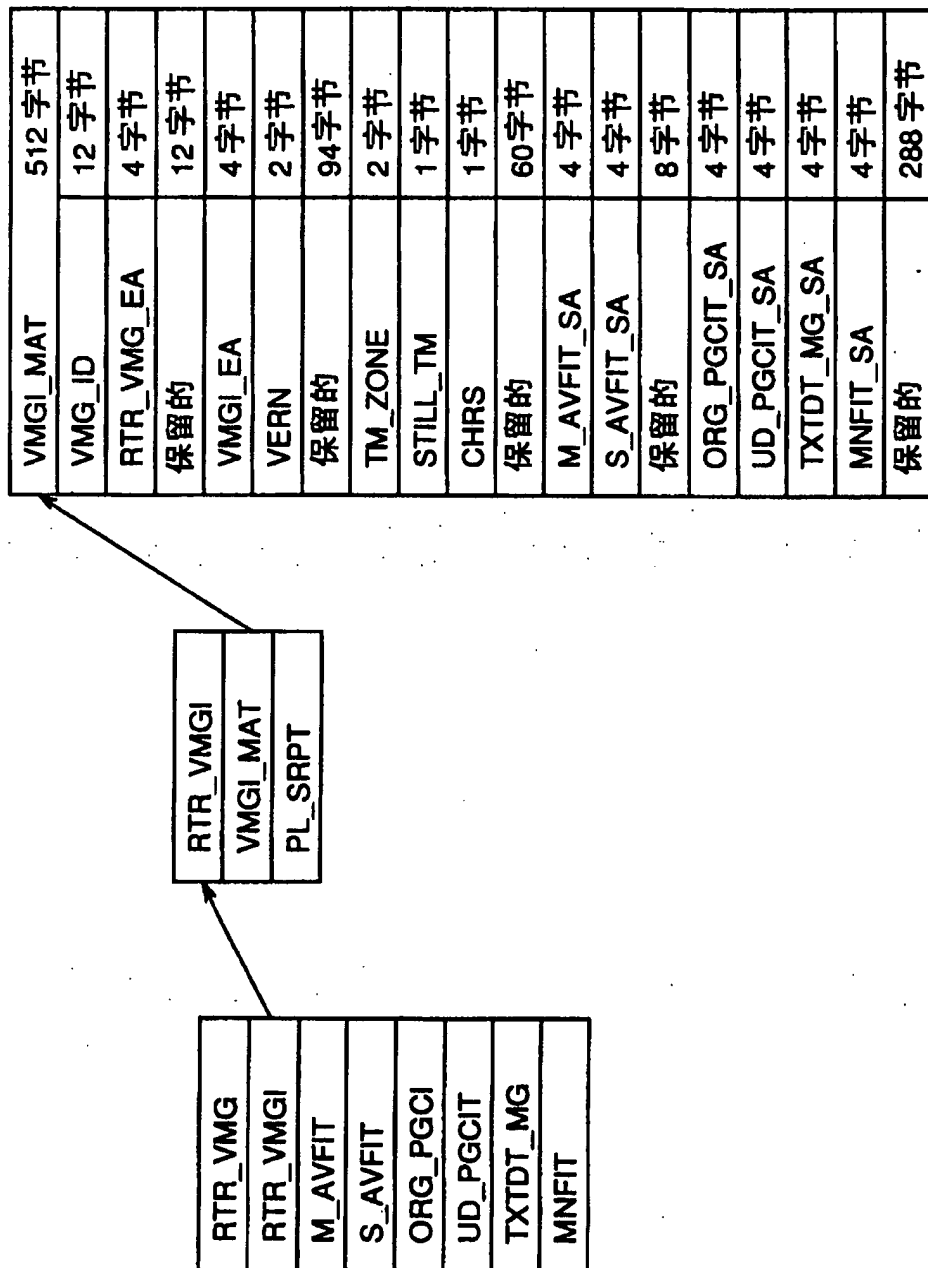 RTR_VMG
RTR_VMGI
M_AVFIT
S_AVFIT
ORG_PGCI
UD_PGCIT
TXTDT_MG
MNFIT
RTR_VMGI
VMGI_MAT
PL_SRPT
VMGI_MAT 512 字节
VMG_ID 12 字节
RTR_VMG_EA 4 字节
保留的 12 字节
VMGI_EA 4 字节
VERN 2 字节
保留的 94字节
TM_ZONE 2 字节
STILL_TM 1字节
CHRS 1字节
保留的 60字节
M_AVFIT_SA 4 字节
S_AVFIT_SA 4 字节
保留的 8字节
ORG_PGCIT_SA 4 字节
UD_PGCIT_SA 4字节
TXTDT_MG_SA 4 字节
MNFIT_SA 4字节
保留的 288 字节